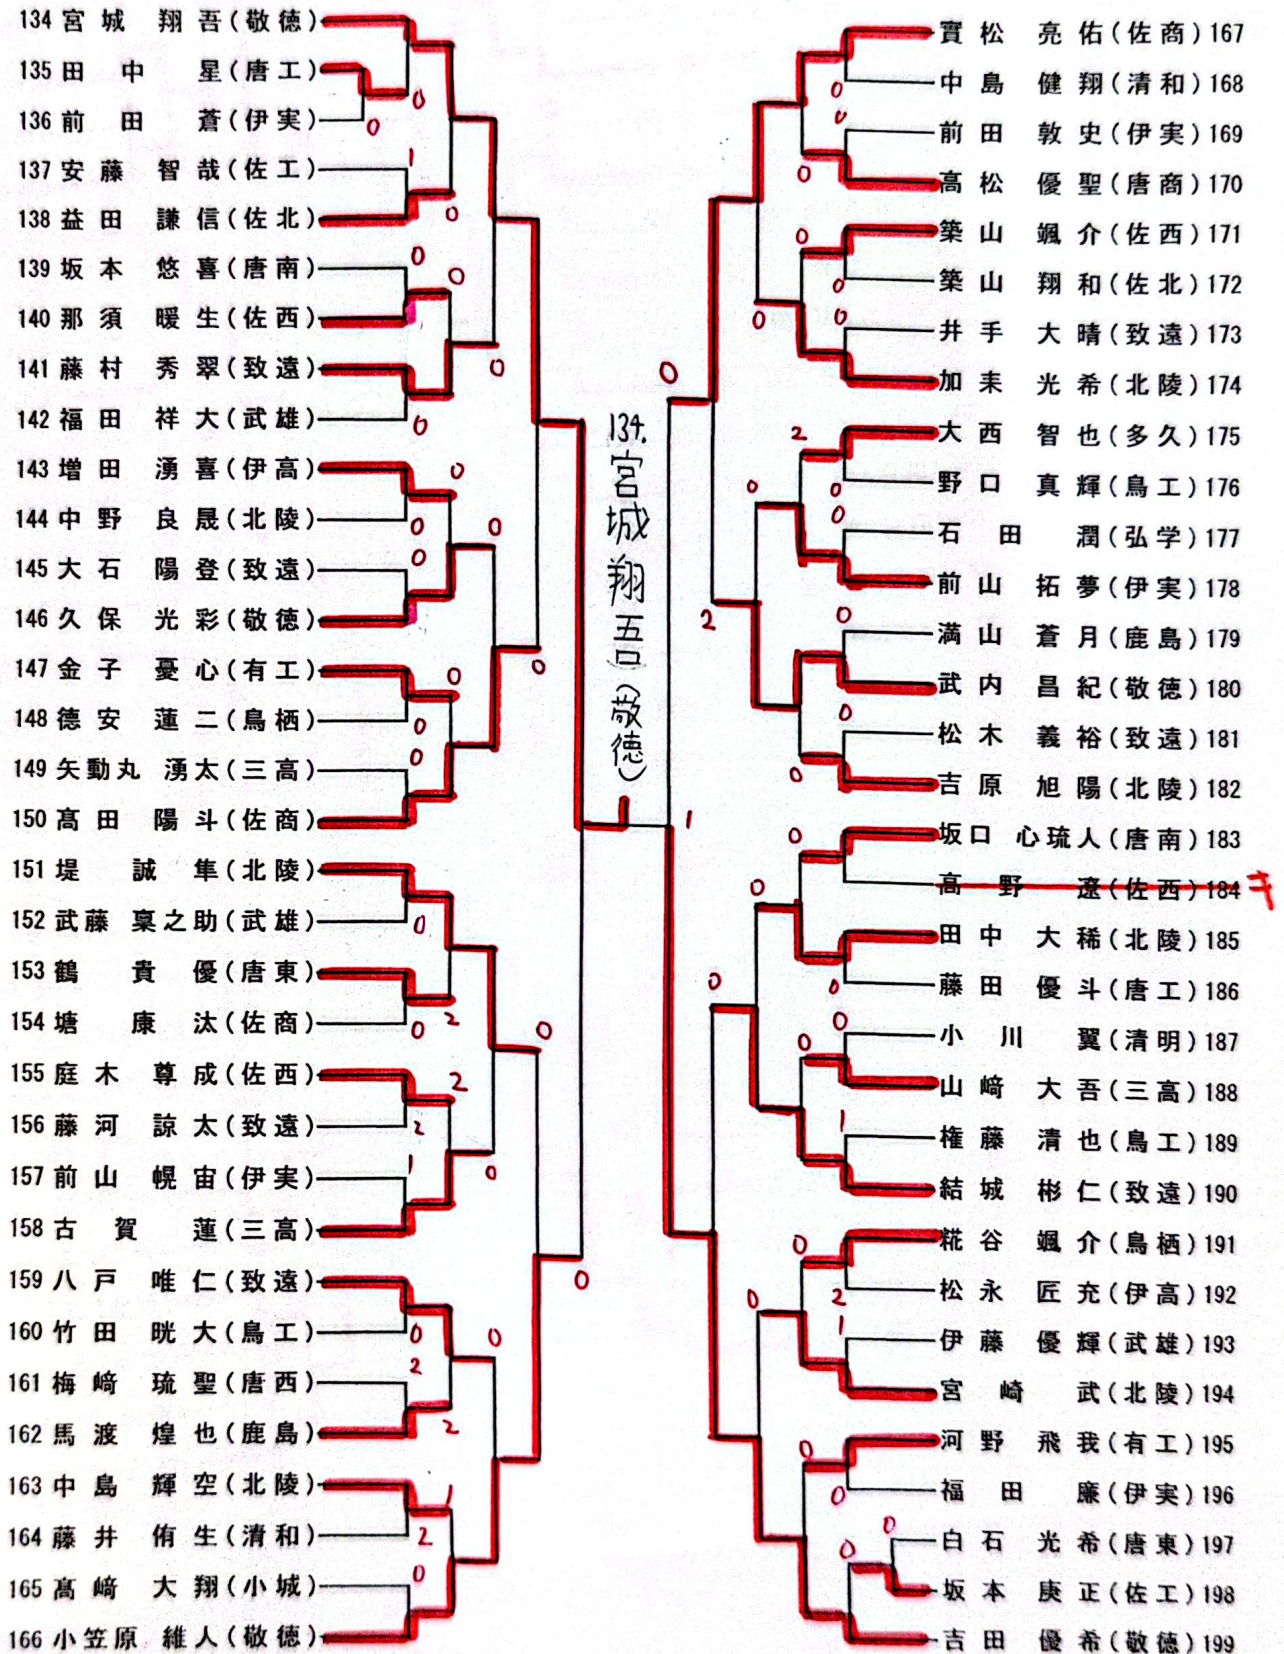 134 宮城 翔吾(敬徳)
135 田中 星(唐工)
136 前田 蒼(伊実)
137 安藤 智哉(佐工)
138 益田 謙信(佐北)
139 坂本 悠喜(唐南)
140 那須 暖生(佐西)
141 藤村 秀翠(致遠)
142 福田 祥大(武雄)
143 増田 湧喜(伊高)
144 中野 良晟(北陵)
145 大石 陽登(致遠)
146 久保 光彩(敬徳)
147 金子 憂心(有工)
148 徳安 蓮二(鳥栖)
149 矢動丸 湧太(三高)
150 髙田 陽斗(佐商)
151 堤 誠隼(北陵)
152 武藤 稟之助(武雄)
153 鶴 貴優(唐東)
154 塘 康汰(佐商)
155 庭木 尊成(佐西)
156 藤河 諒太(致遠)
157 前山 幌宙(伊実)
158 古賀 蓮(三高)
159 八戸 唯仁(致遠)
160 竹田 晄大(鳥工)
161 梅﨑 琉聖(唐西)
162 馬渡 煌也(鹿島)
163 中島 輝空(北陵)
164 藤井 侑生(清和)
165 髙﨑 大翔(小城)
166 小笠原 維人(敬徳)
134.宮城翔吾(敬徳)
實松 亮佑(佐商)167
中島 健翔(清和)168
前田 敦史(伊実)169
高松 優聖(唐商)170
築山 颯介(佐西)171
築山 翔和(佐北)172
井手 大晴(致遠)173
加耒 光希(北陵)174
大西 智也(多久)175
野口 真輝(鳥工)176
石田 潤(弘学)177
前山 拓夢(伊実)178
満山 蒼月(鹿島)179
武内 昌紀(敬徳)180
松木 義裕(致遠)181
吉原 旭陽(北陵)182
坂口 心琉人(唐南)183
高野 遼(佐西)184 キ
田中 大稀(北陵)185
藤田 優斗(唐工)186
小川 翼(清明)187
山﨑 大吾(三高)188
権藤 清也(鳥工)189
結城 彬仁(致遠)190
糀谷 颯介(鳥栖)191
松永 匠充(伊高)192
伊藤 優輝(武雄)193
宮崎 武(北陵)194
河野 飛我(有工)195
福田 廉(伊実)196
白石 光希(唐東)197
坂本 庚正(佐工)198
吉田 優希(敬徳)199